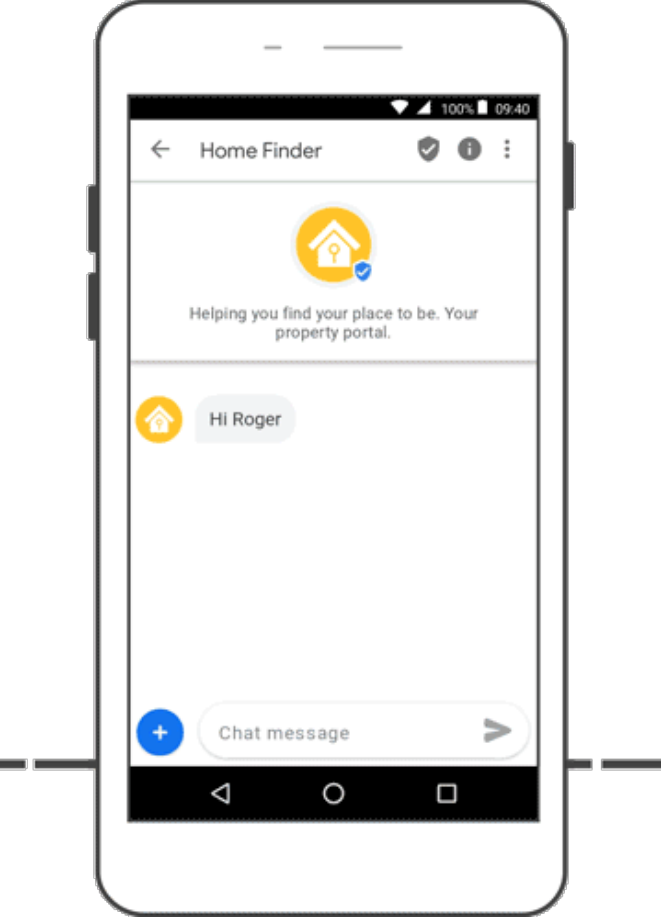 100% 09:40
Home Finder
Helping you find your place to be. Your
property portal.
Hi Roger
Chat message